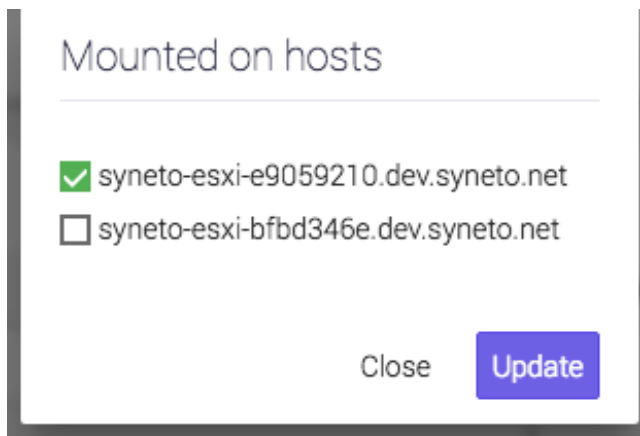 Mounted on hosts
syneto-esxi-e9059210.dev.syneto.net
syneto-esxi-bfbd346e.dev.syneto.net
Close Update